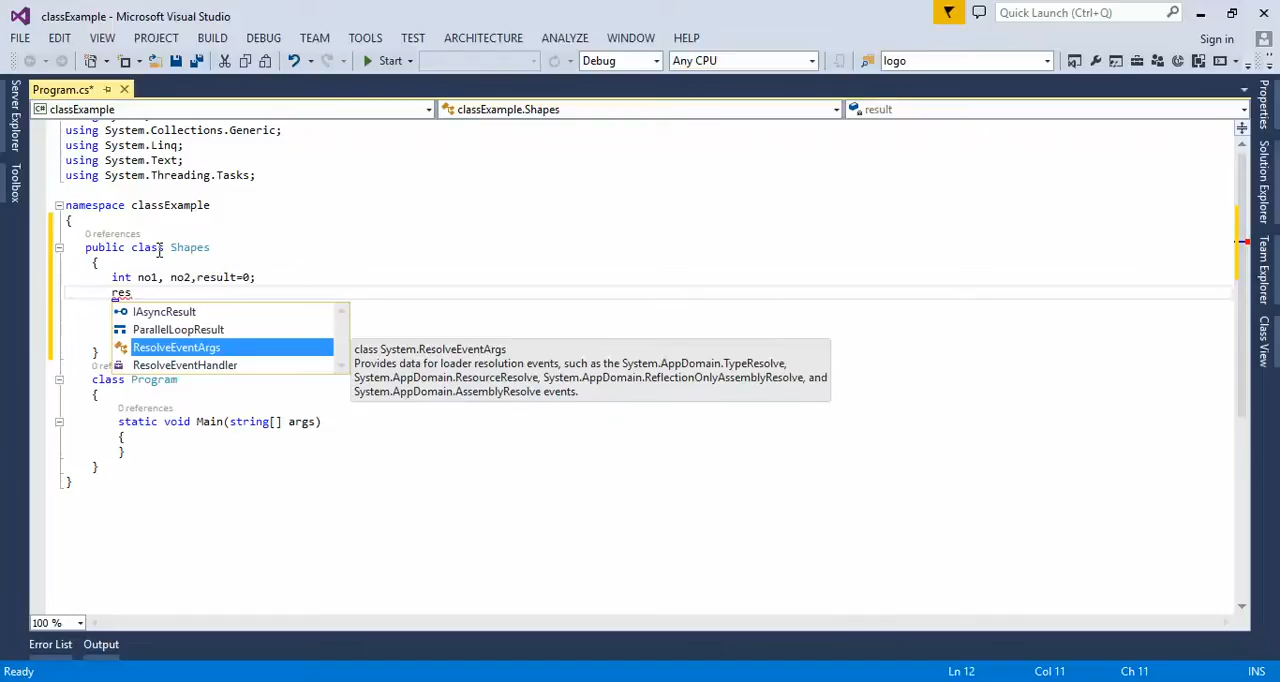 classExample - Microsoft Visual Studio
Quick Launch (Ctrl+Q)
FILE EDIT VIEW PROJECT BUILD DEBUG TEAM TOOLS TEST ARCHITECTURE ANALYZE WINDOW HELP
Sign in
Start Debug Any CPU logo
Program.cs*
classExample classExample.Shapes result
using System.Collections.Generic;
using System.Linq;
using System.Text;
using System.Threading.Tasks;
namespace classExample
{
0 references
public class Shapes
{
int no1, no2,result=0;
res
IAsyncResult
ParallelLoopResult
ResolveEventArgs
ResolveEventHandler
class System.ResolveEventArgs
Provides data for loader resolution events, such as the System.AppDomain.TypeResolve,
System.AppDomain.ResourceResolve, System.AppDomain.ReflectionOnlyAssemblyResolve, and
System.AppDomain.AssemblyResolve events.
}
0 ref
class Program
{
0 references
static void Main(string[] args)
{
}
}
}
100 %
Error List Output
Ready Ln 12 Col 11 Ch 11 INS
Server Explorer
Toolbox
Properties
Solution Explorer
Team Explorer
Class View